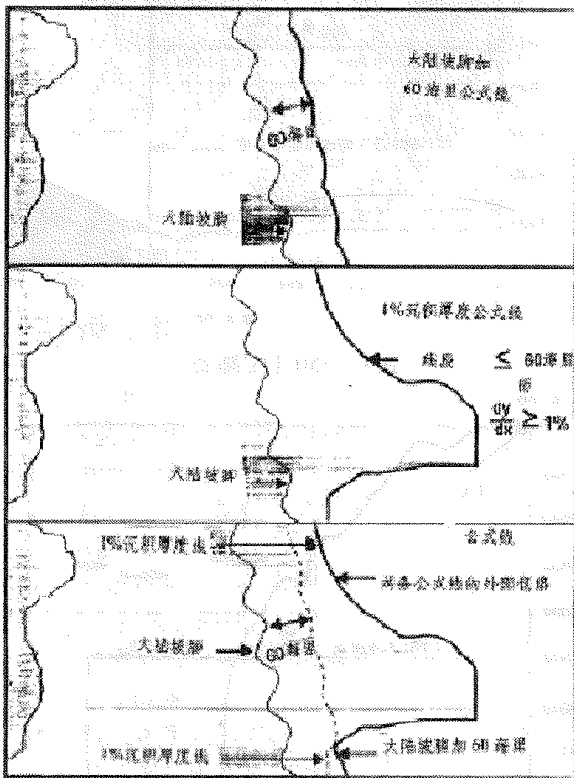 大陆坡脚加
60海里公式线
60海里
大陆坡脚
1%沉积厚度公式线
线段 ≤ 60海里
dy/dx ≥ 1%
大陆坡脚
1%沉积厚度线
公式线
两条公式线的外部包络
大陆坡脚
60海里
1%沉积厚度线
大陆坡脚加60海里